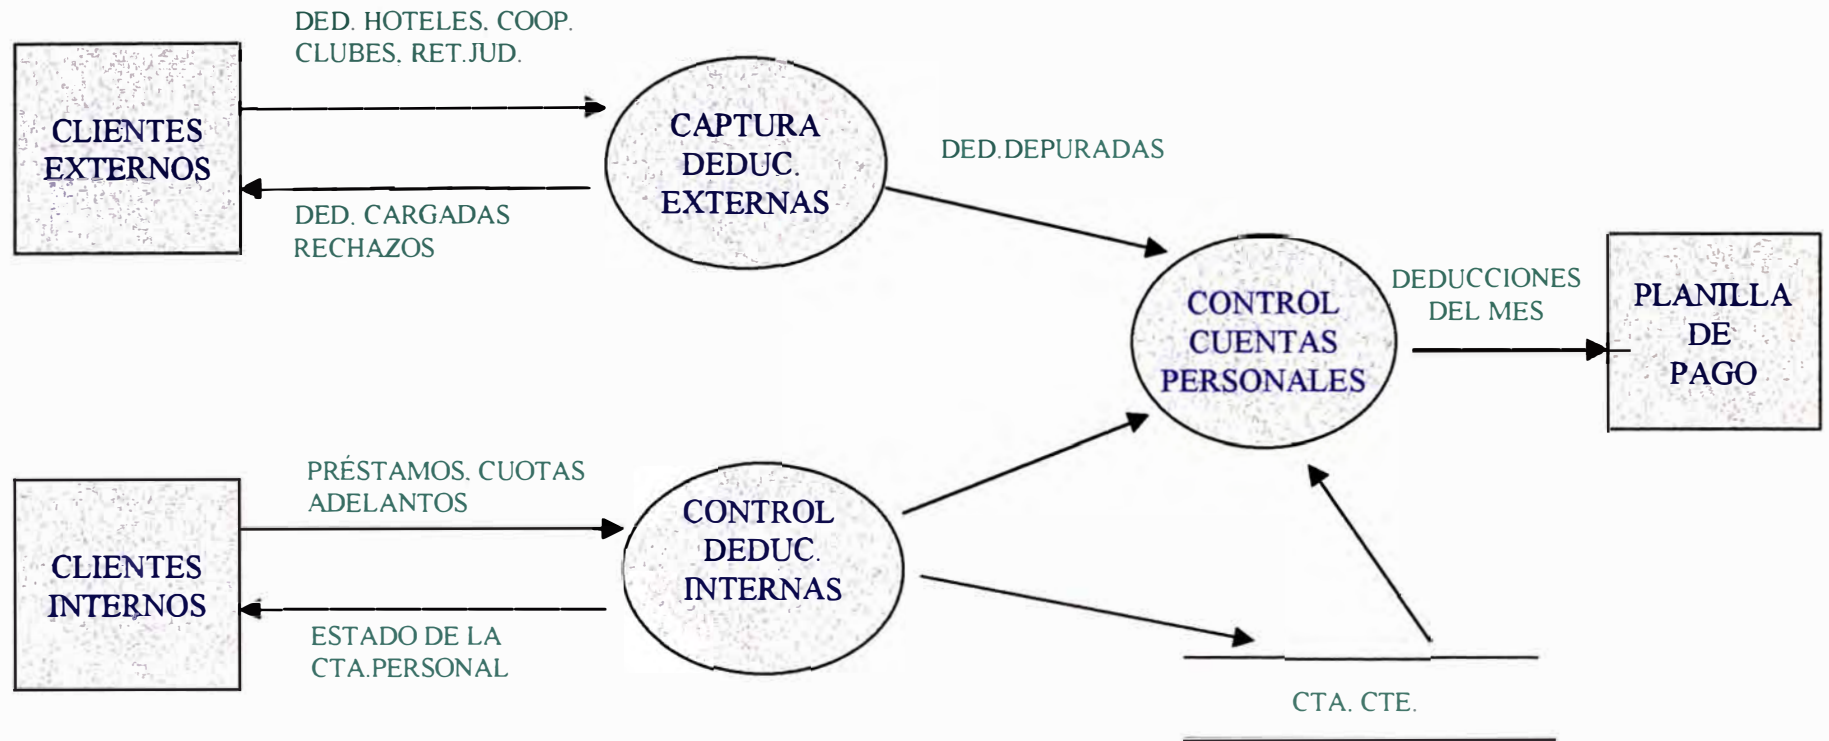 DED. HOTELES. COOP.
CLUBES. RET.JUD.
CLIENTES
EXTERNOS
CAPTURA
DEDUC.
EXTERNAS
DED. CARGADAS
RECHAZOS
DED.DEPURADAS
CONTROL
CUENTAS
PERSONALES
DEDUCCIONES
DEL MES
PLANILLA
DE
PAGO
PRÉSTAMOS. CUOTAS
ADELANTOS
CLIENTES
INTERNOS
CONTROL
DEDUC.
INTERNAS
ESTADO DE LA
CTA.PERSONAL
CTA. CTE.